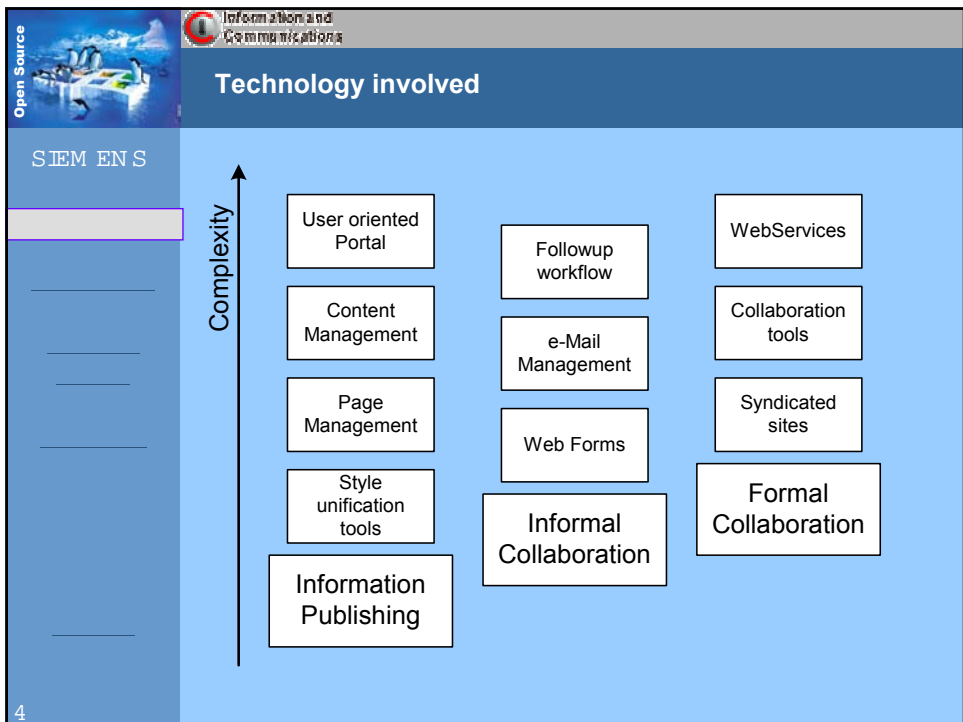 Open Source
Information and
Communications
Technology involved
SIEMENS
Complexity
User oriented
Portal
Content
Management
Page
Management
Style
unification
tools
Information
Publishing
Followup
workflow
e-Mail
Management
Web Forms
Informal
Collaboration
WebServices
Collaboration
tools
Syndicated
sites
Formal
Collaboration
4